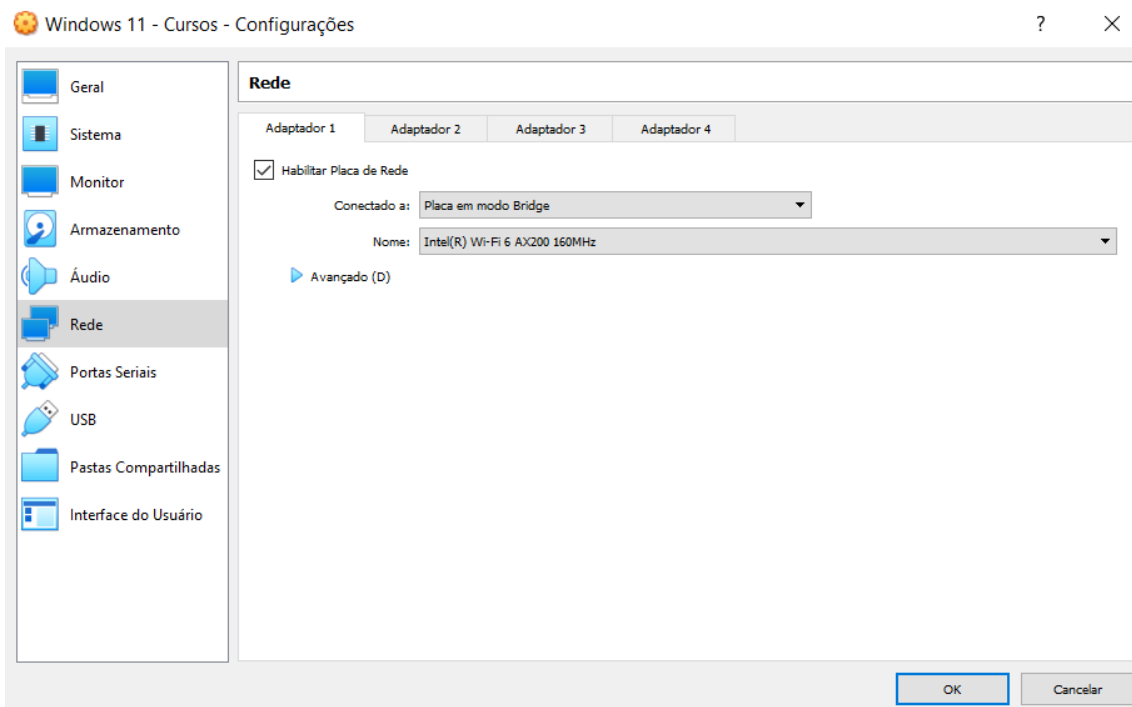 Windows 11 - Cursos - Configurações
?
Geral
Sistema
Monitor
Armazenamento
Áudio
Rede
Portas Seriais
USB
Pastas Compartilhadas
Interface do Usuário
Rede
Adaptador 1 Adaptador 2 Adaptador 3 Adaptador 4
Habilitar Placa de Rede
Conectado a: Placa em modo Bridge
Nome: Intel(R) Wi-Fi 6 AX200 160MHz
Avançado (D)
OK Cancelar